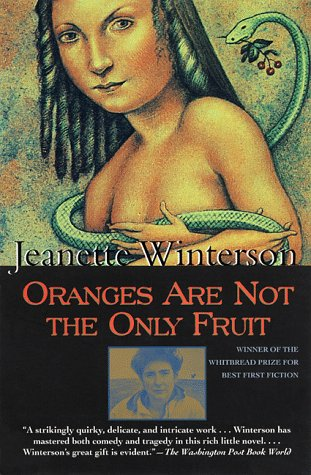 Jeanette Winterson
ORANGES ARE NOT
THE ONLY FRUIT
WINNER OF THE
WHITBREAD PRIZE FOR
BEST FIRST FICTION
"A STRIKINGLY QUIRKY, DELICATE, AND INTRICATE WORK . . . WINTERSON HAS
MASTERED BOTH COMEDY AND TRAGEDY IN THIS RICH LITTLE NOVEL. . . .
WINTERSON'S GREAT GIFT IS EVIDENT."—The Washington Post Book World